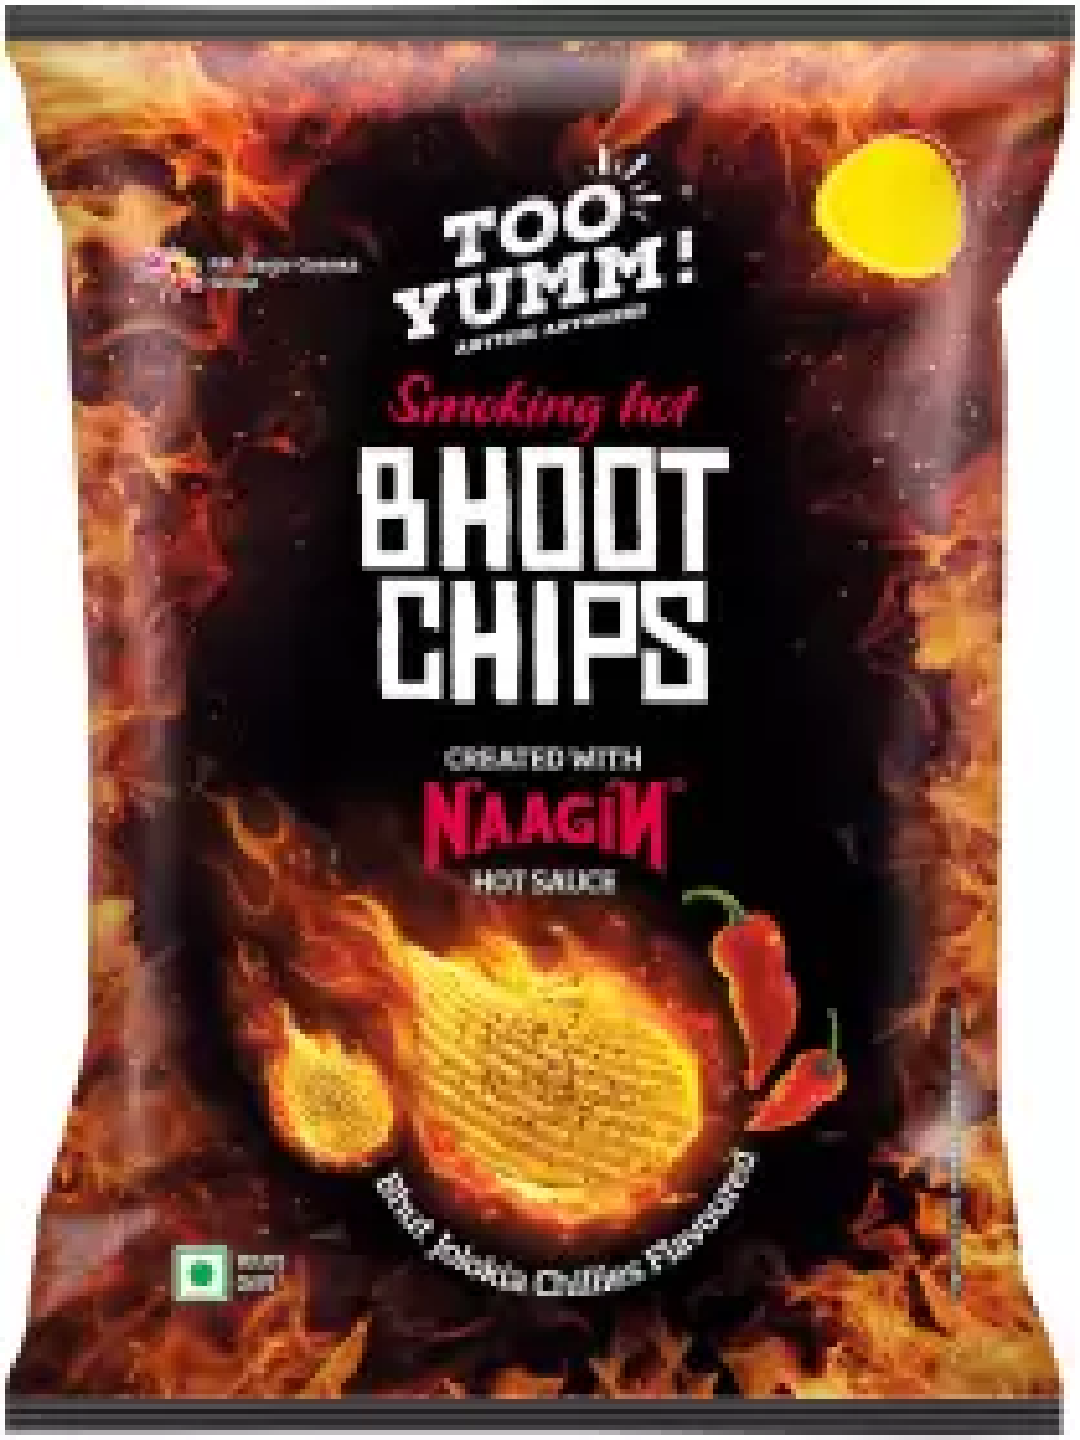 TOO
YUMM!
Smoking hot
BHOOT
CHIPS
CREATED WITH
NAAGIN
HOT SAUCE
Bhut Jolokia Chillies Flavoured